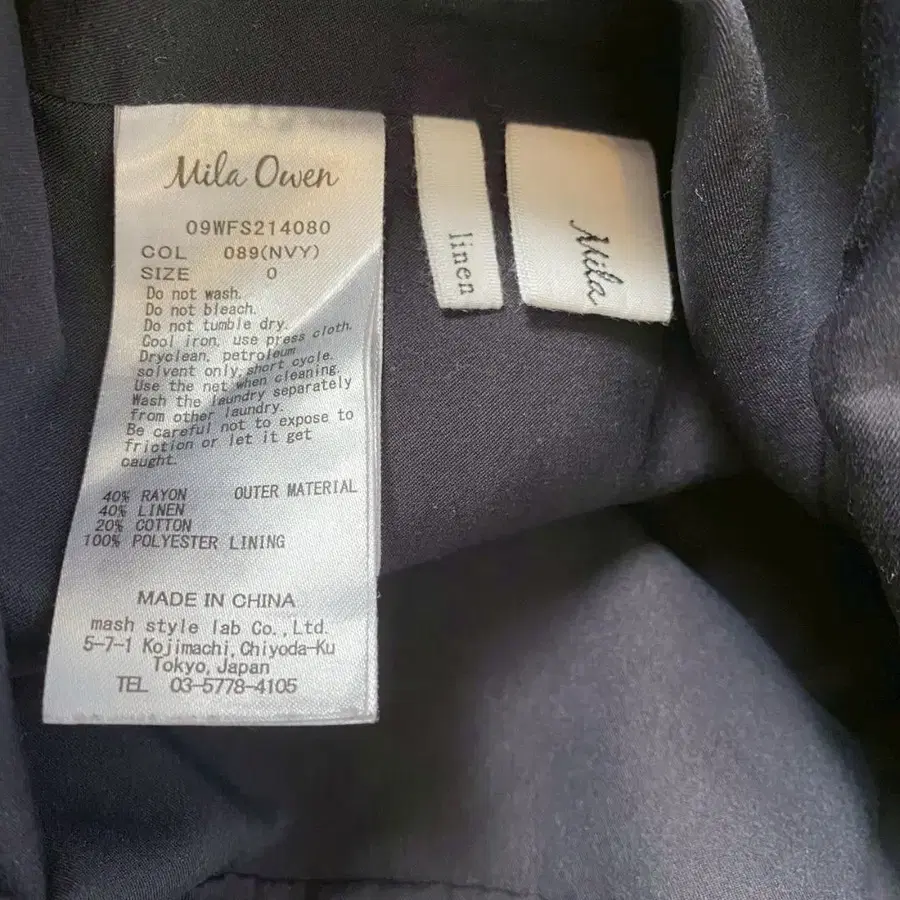 Mila Owen
09WFS214080
COL 089(NVY)
SIZE 0
Do not wash.
Do not bleach.
Do not tumble dry.
Cool iron, use press cloth.
Dryclean, petroleum
solvent only, short cycle.
Use the net when cleaning.
Wash the laundry separately
from other laundry.
Be careful not to expose to
friction or let it get
caught.
40% RAYON OUTER MATERIAL
40% LINEN
20% COTTON
100% POLYESTER LINING
MADE IN CHINA
mash style lab Co.,Ltd.
5-7-1 Kojimachi,Chiyoda-Ku
Tokyo,Japan
TEL 03-5778-4105
linen
Mila